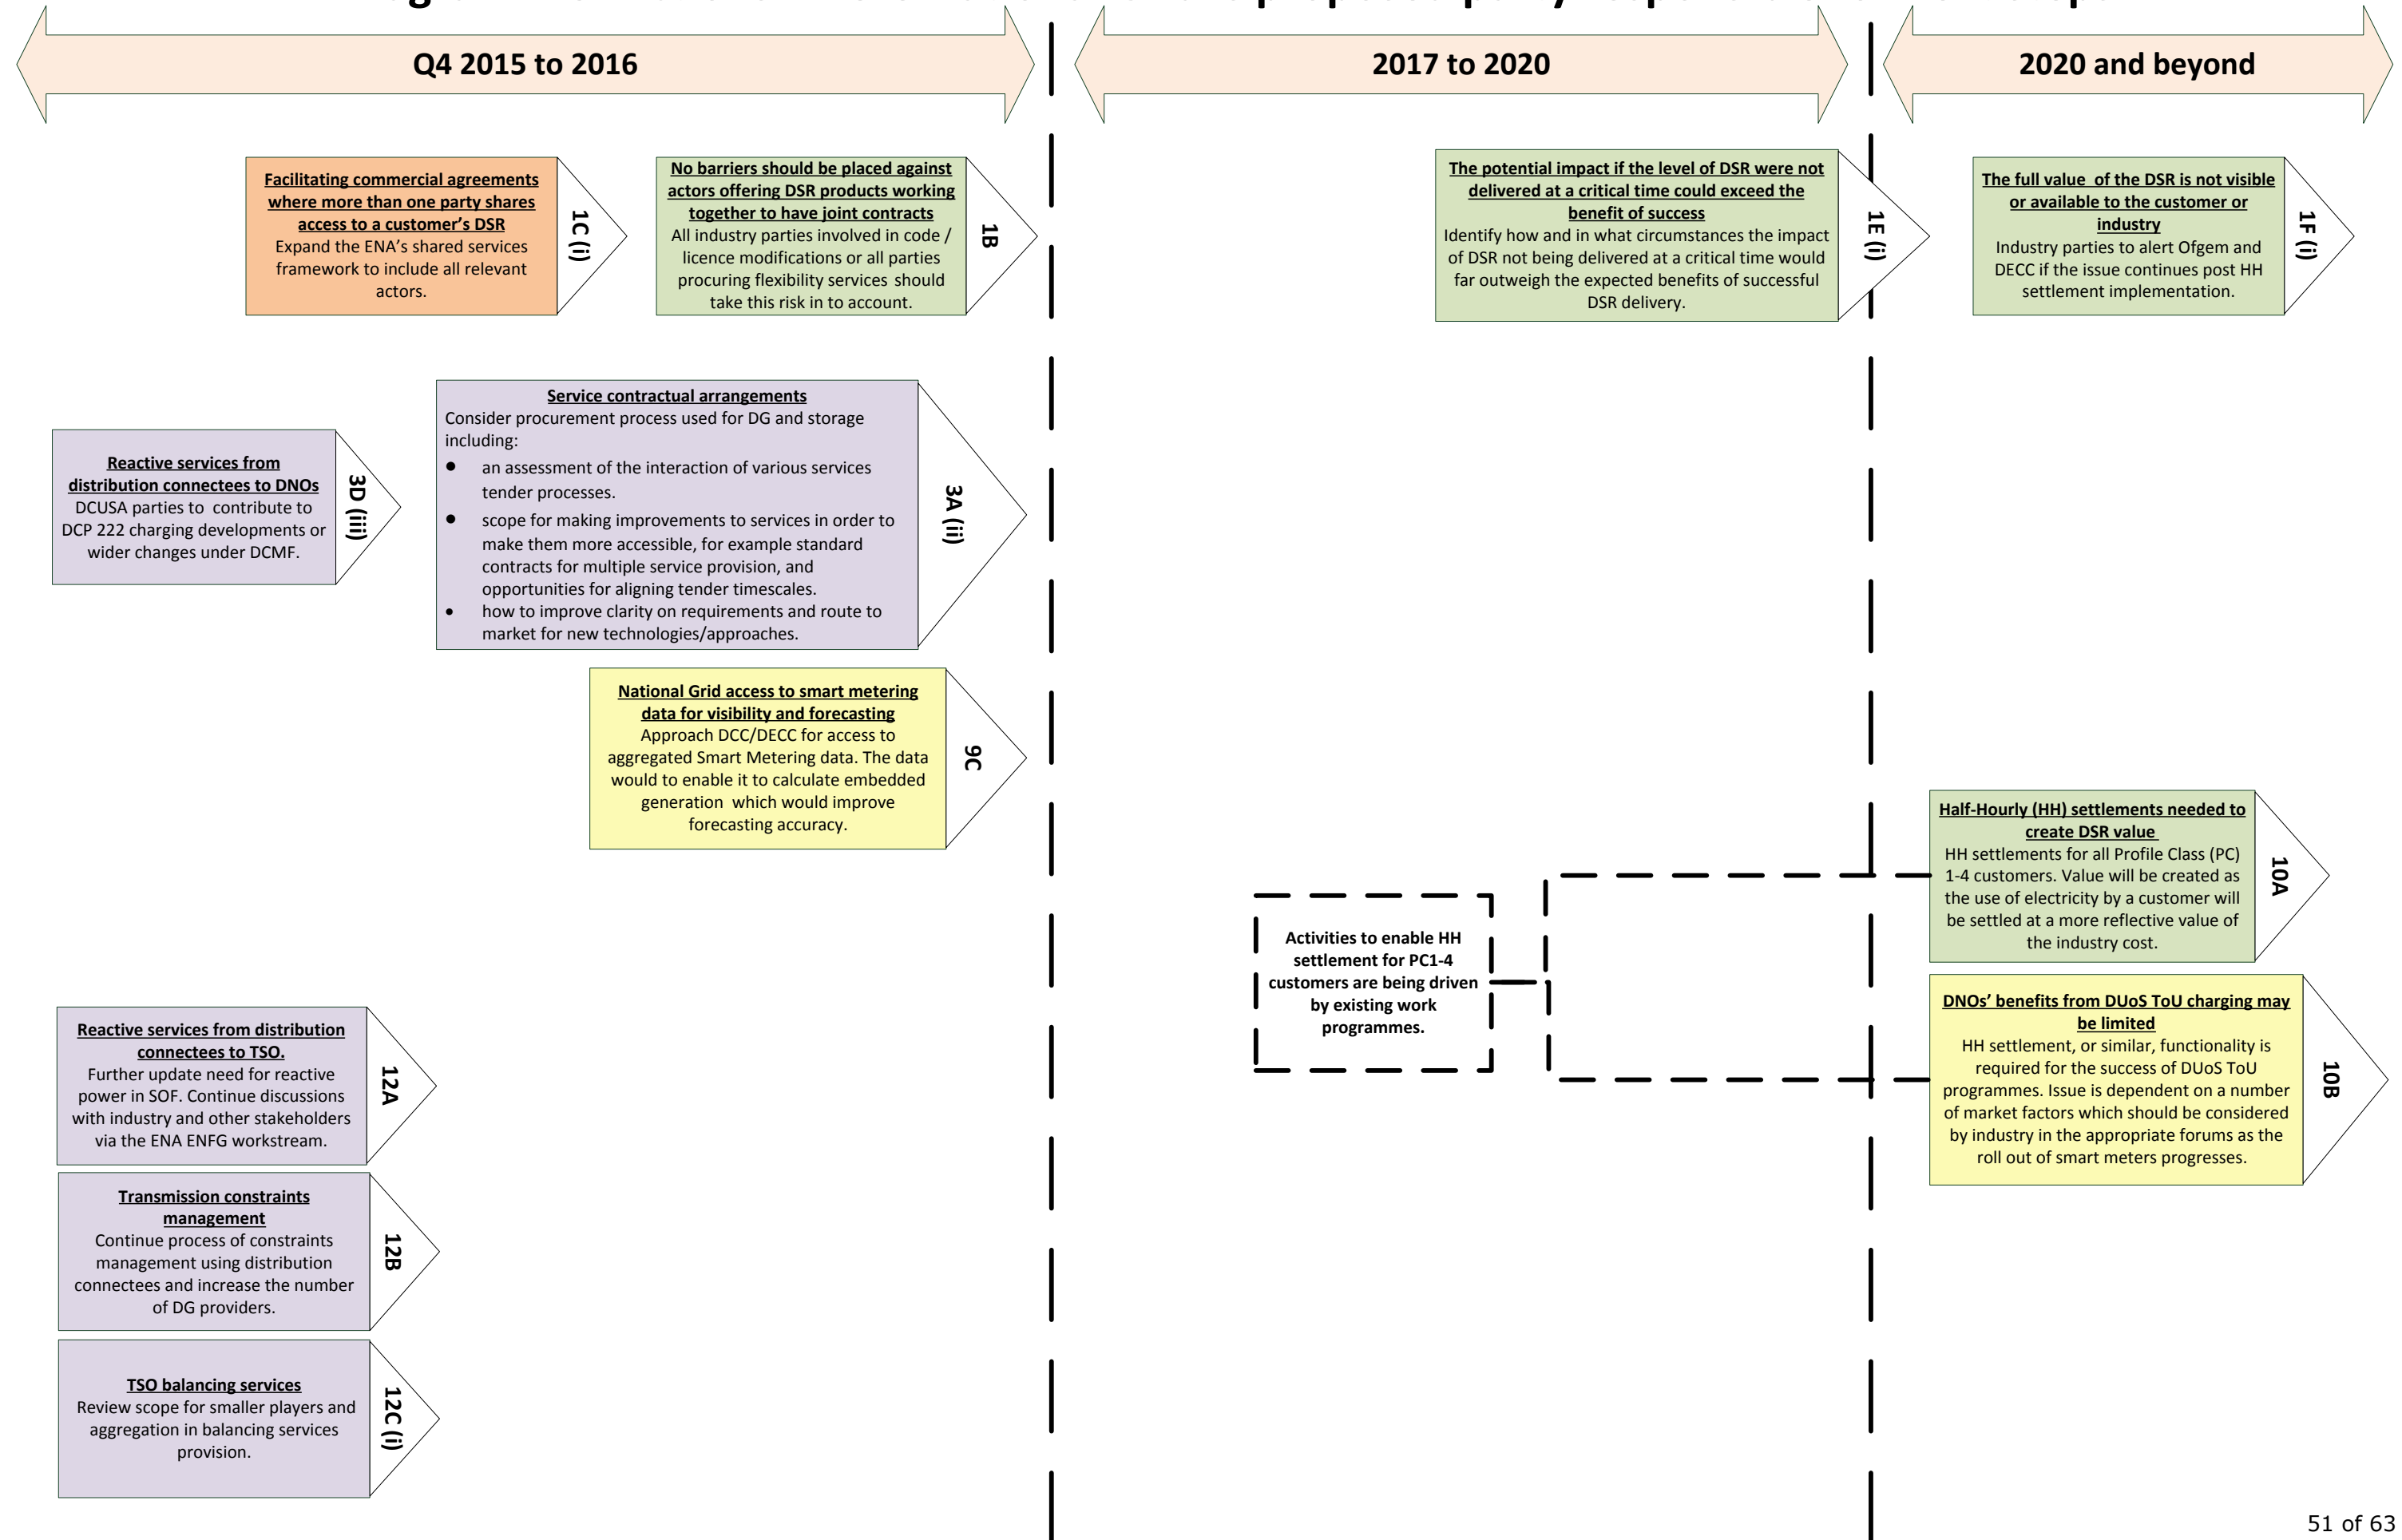 Q4 2015 to 2016
2017 to 2020
2020 and beyond
Facilitating commercial agreements
where more than one party shares
access to a customer’s DSR
Expand the ENA’s shared services
framework to include all relevant
actors.
1C (i)
No barriers should be placed against
actors offering DSR products working
together to have joint contracts
All industry parties involved in code /
licence modifications or all parties
procuring flexibility services should
take this risk in to account.
1B
The potential impact if the level of DSR were not
delivered at a critical time could exceed the
benefit of success
Identify how and in what circumstances the impact
of DSR not being delivered at a critical time would
far outweigh the expected benefits of successful
DSR delivery.
1E (i)
The full value of the DSR is not visible
or available to the customer or
industry
Industry parties to alert Ofgem and
DECC if the issue continues post HH
settlement implementation.
1F (i)
Reactive services from
distribution connectees to DNOs
DCUSA parties to contribute to
DCP 222 charging developments or
wider changes under DCMF.
3D (iii)
Service contractual arrangements
Consider procurement process used for DG and storage
including:
● an assessment of the interaction of various services
tender processes.
● scope for making improvements to services in order to
make them more accessible, for example standard
contracts for multiple service provision, and
opportunities for aligning tender timescales.
• how to improve clarity on requirements and route to
market for new technologies/approaches.
3A (ii)
National Grid access to smart metering
data for visibility and forecasting
Approach DCC/DECC for access to
aggregated Smart Metering data. The data
would to enable it to calculate embedded
generation which would improve
forecasting accuracy.
9C
Half-Hourly (HH) settlements needed to
create DSR value
HH settlements for all Profile Class (PC)
1-4 customers. Value will be created as
the use of electricity by a customer will
be settled at a more reflective value of
the industry cost.
10A
Activities to enable HH
settlement for PC1-4
customers are being driven
by existing work
programmes.
DNOs’ benefits from DUoS ToU charging may
be limited
HH settlement, or similar, functionality is
required for the success of DUoS ToU
programmes. Issue is dependent on a number
of market factors which should be considered
by industry in the appropriate forums as the
roll out of smart meters progresses.
10B
Reactive services from distribution
connectees to TSO.
Further update need for reactive
power in SOF. Continue discussions
with industry and other stakeholders
via the ENA ENFG workstream.
12A
Transmission constraints
management
Continue process of constraints
management using distribution
connectees and increase the number
of DG providers.
12B
TSO balancing services
Review scope for smaller players and
aggregation in balancing services
provision.
12C (i)
51 of 63